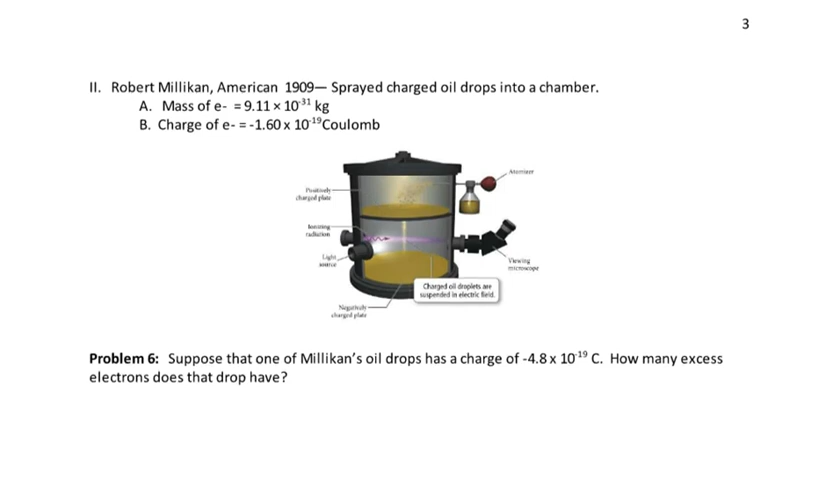 3
II. Robert Millikan, American 1909— Sprayed charged oil drops into a chamber.
A. Mass of e- = 9.11 x 10⁻³¹ kg
B. Charge of e- = -1.60 x 10⁻¹⁹ Coulomb
Atomizer
Positively
charged plate
Ionizing
radiation
Light
source
Viewing
microscope
Charged oil droplets are
suspended in electric field.
Negatively
charged plate
Problem 6: Suppose that one of Millikan's oil drops has a charge of -4.8 x 10⁻¹⁹ C. How many excess
electrons does that drop have?